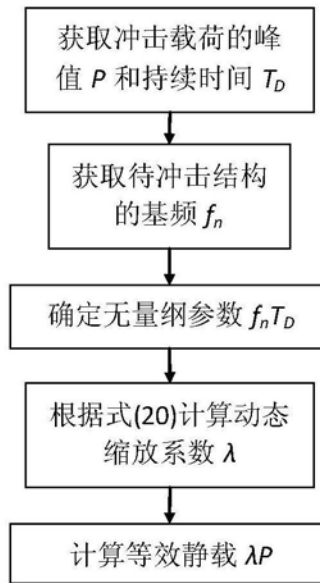 获取冲击载荷的峰
值 P 和持续时间 T_D
获取待冲击结构
的基频 f_n
确定无量纲参数 f_nT_D
根据式(20)计算动态
缩放系数 λ
计算等效静载 λP